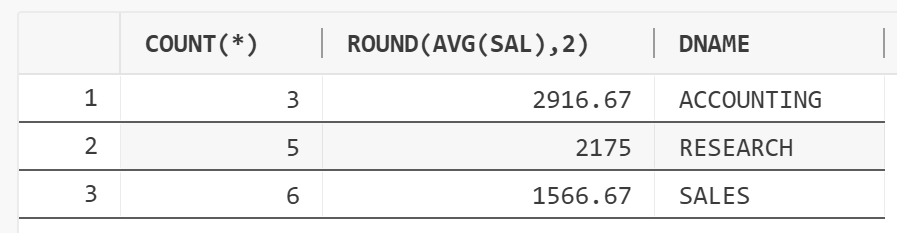 COUNT(*) ROUND(AVG(SAL),2) DNAME
1 3 2916.67 ACCOUNTING
2 5 2175 RESEARCH
3 6 1566.67 SALES